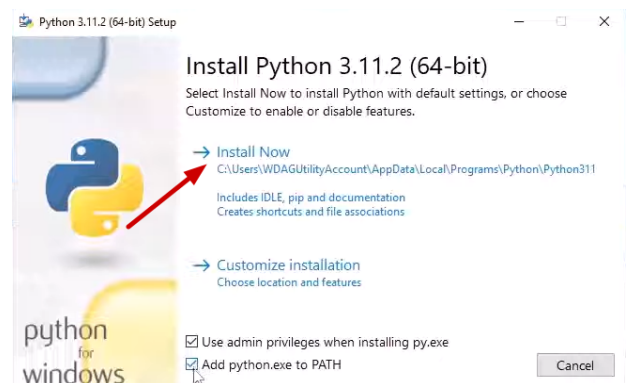 Python 3.11.2 (64-bit) Setup
Install Python 3.11.2 (64-bit)
Select Install Now to install Python with default settings, or choose
Customize to enable or disable features.
Install Now
C:\Users\WDAGUtilityAccount\AppData\Local\Programs\Python\Python311
Includes IDLE, pip and documentation
Creates shortcuts and file associations
Customize installation
Choose location and features
python
for
windows
Use admin privileges when installing py.exe
Add python.exe to PATH
Cancel